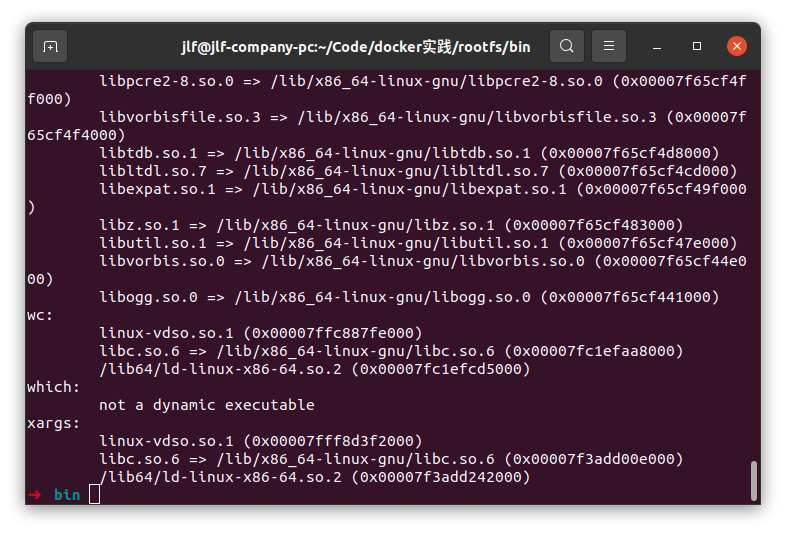 jlf@jlf-company-pc:~/Code/docker实践/rootfs/bin
libpcre2-8.so.0 => /lib/x86_64-linux-gnu/libpcre2-8.so.0 (0x00007f65cf4f
f000)
libvorbisfile.so.3 => /lib/x86_64-linux-gnu/libvorbisfile.so.3 (0x00007f
65cf4f4000)
libtdb.so.1 => /lib/x86_64-linux-gnu/libtdb.so.1 (0x00007f65cf4d8000)
libltdl.so.7 => /lib/x86_64-linux-gnu/libltdl.so.7 (0x00007f65cf4cd000)
libexpat.so.1 => /lib/x86_64-linux-gnu/libexpat.so.1 (0x00007f65cf49f000
)
libz.so.1 => /lib/x86_64-linux-gnu/libz.so.1 (0x00007f65cf483000)
libutil.so.1 => /lib/x86_64-linux-gnu/libutil.so.1 (0x00007f65cf47e000)
libvorbis.so.0 => /lib/x86_64-linux-gnu/libvorbis.so.0 (0x00007f65cf44e0
00)
libogg.so.0 => /lib/x86_64-linux-gnu/libogg.so.0 (0x00007f65cf441000)
wc:
linux-vdso.so.1 (0x00007ffc887fe000)
libc.so.6 => /lib/x86_64-linux-gnu/libc.so.6 (0x00007fc1efaa8000)
/lib64/ld-linux-x86-64.so.2 (0x00007fc1efcd5000)
which:
not a dynamic executable
xargs:
linux-vdso.so.1 (0x00007fff8d3f2000)
libc.so.6 => /lib/x86_64-linux-gnu/libc.so.6 (0x00007f3add00e000)
/lib64/ld-linux-x86-64.so.2 (0x00007f3add242000)
➜ bin